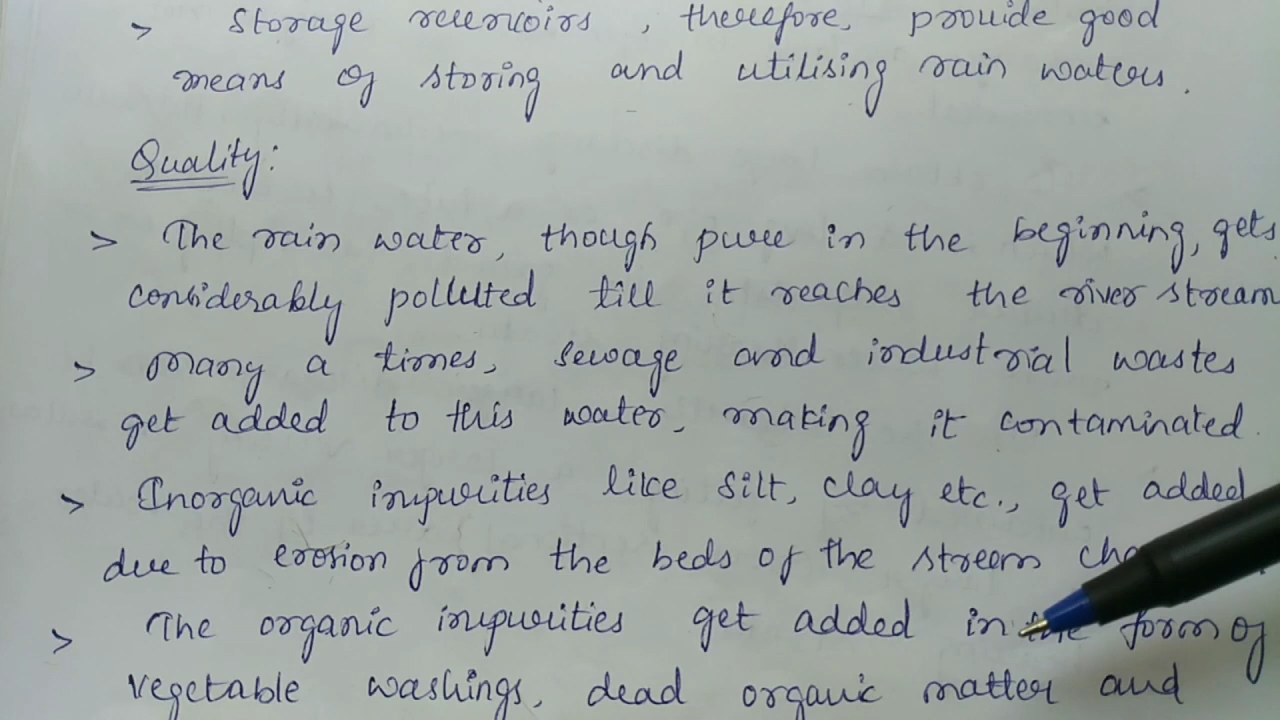 > Storage reservoirs, therefore, provide good
means of storing and utilising rain waters.
Quality:
> The rain water, though pure in the beginning, gets
considerably polluted till it reaches the river stream
> many a times, sewage and industrial wastes
get added to this water, making it contaminated.
> Inorganic impurities like silt, clay etc., get added
due to erosion from the beds of the stream
> The organic impurities get added in the form of
vegetable washings, dead organic matter and